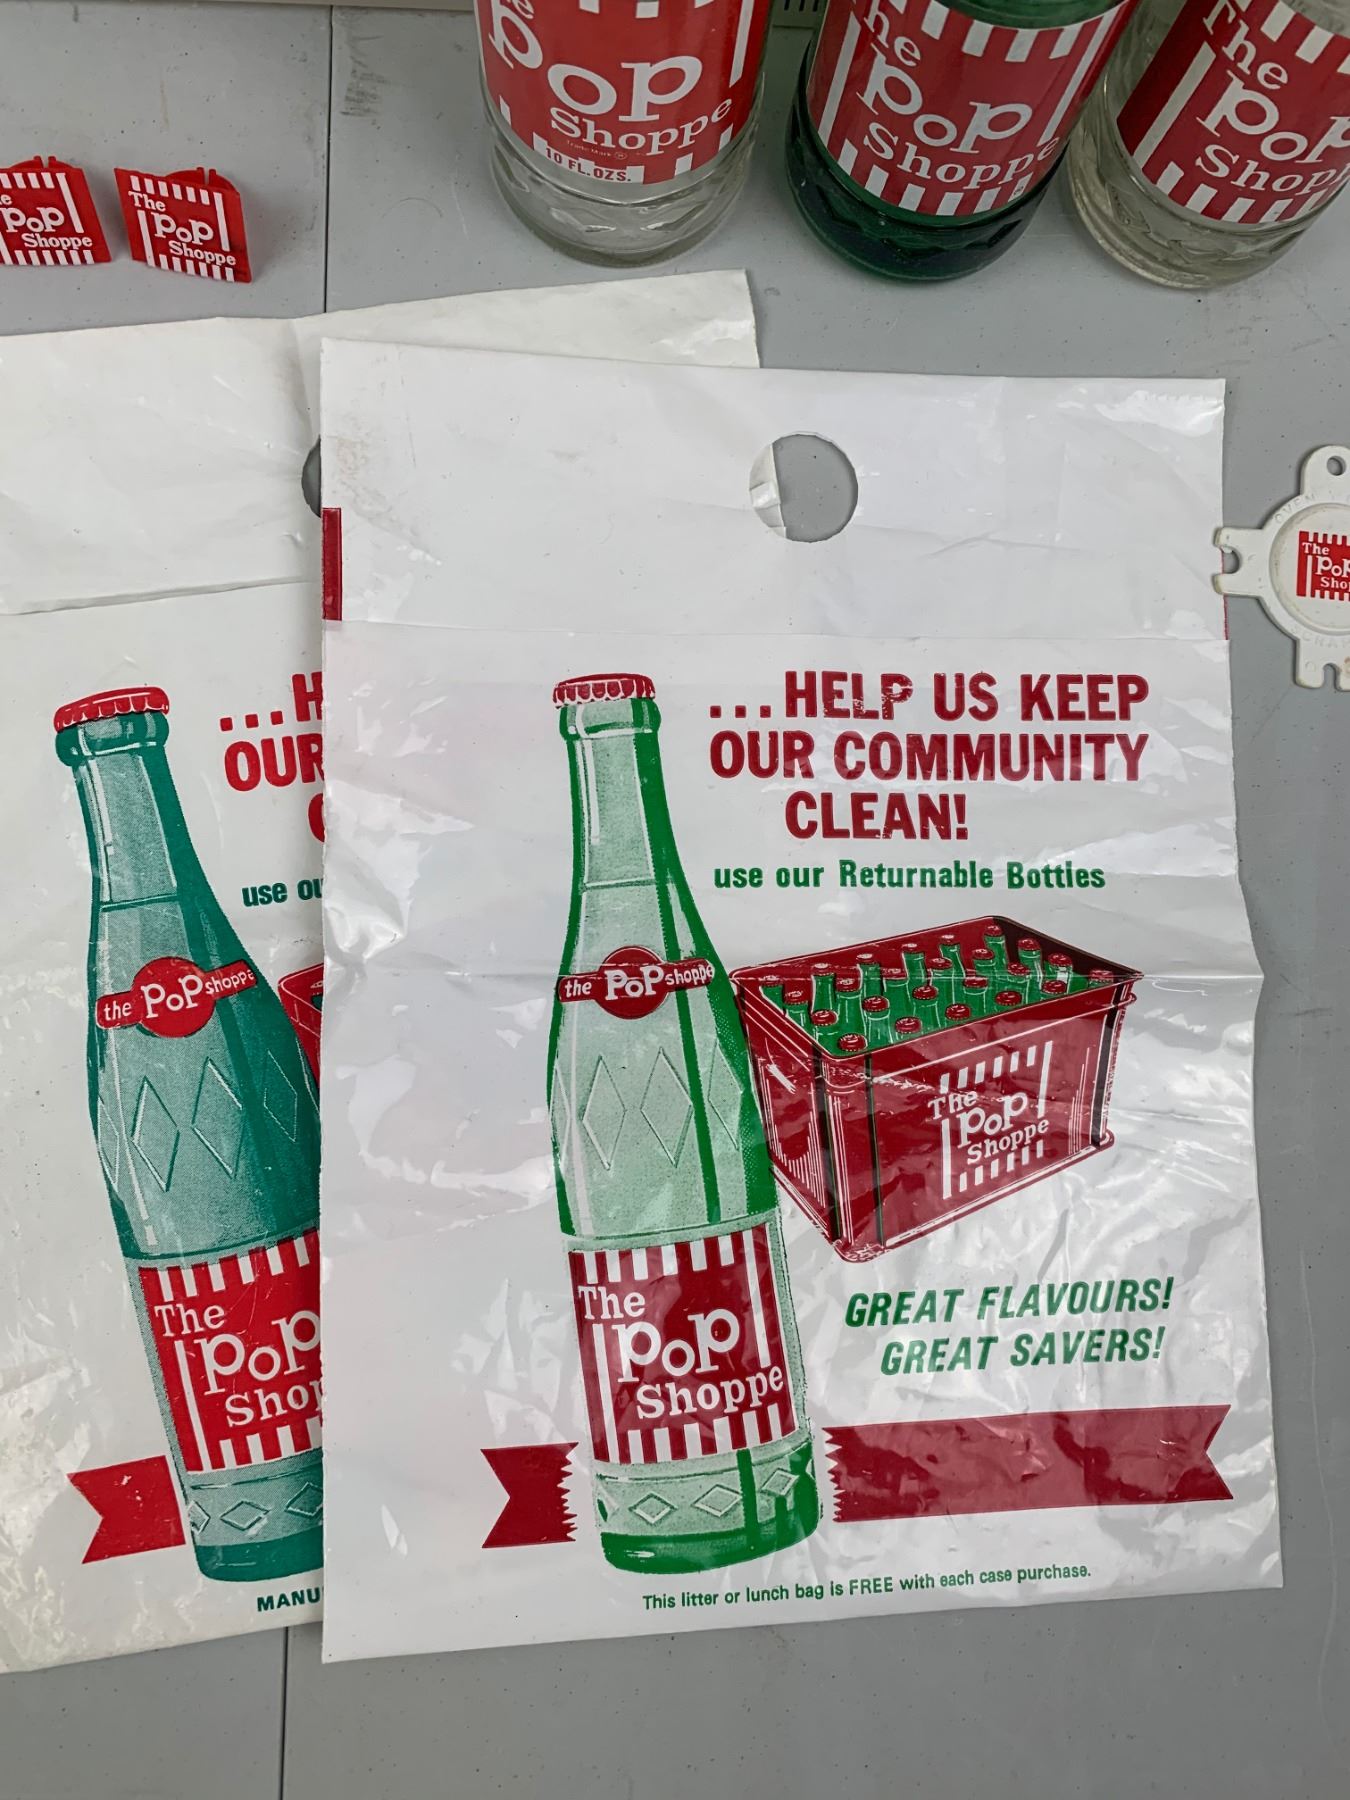 Pop
Shoppe
Trade Mark ®
10 FL. OZS.
The
Pop
Shoppe
The
Pop
Shopp
The
Pop
Shoppe
The
Pop
Shoppe
The
Pop
Sho
...HELP US KEEP
OUR COMMUNITY
CLEAN!
use our Returnable Botties
the Pop shoppe
The
Pop
Shoppe
The
Pop
Shoppe
GREAT FLAVOURS!
GREAT SAVERS!
This litter or lunch bag is FREE with each case purchase.
...H
OUR
C
use ou
the Pop shoppe
The
Pop
Shop
MANU